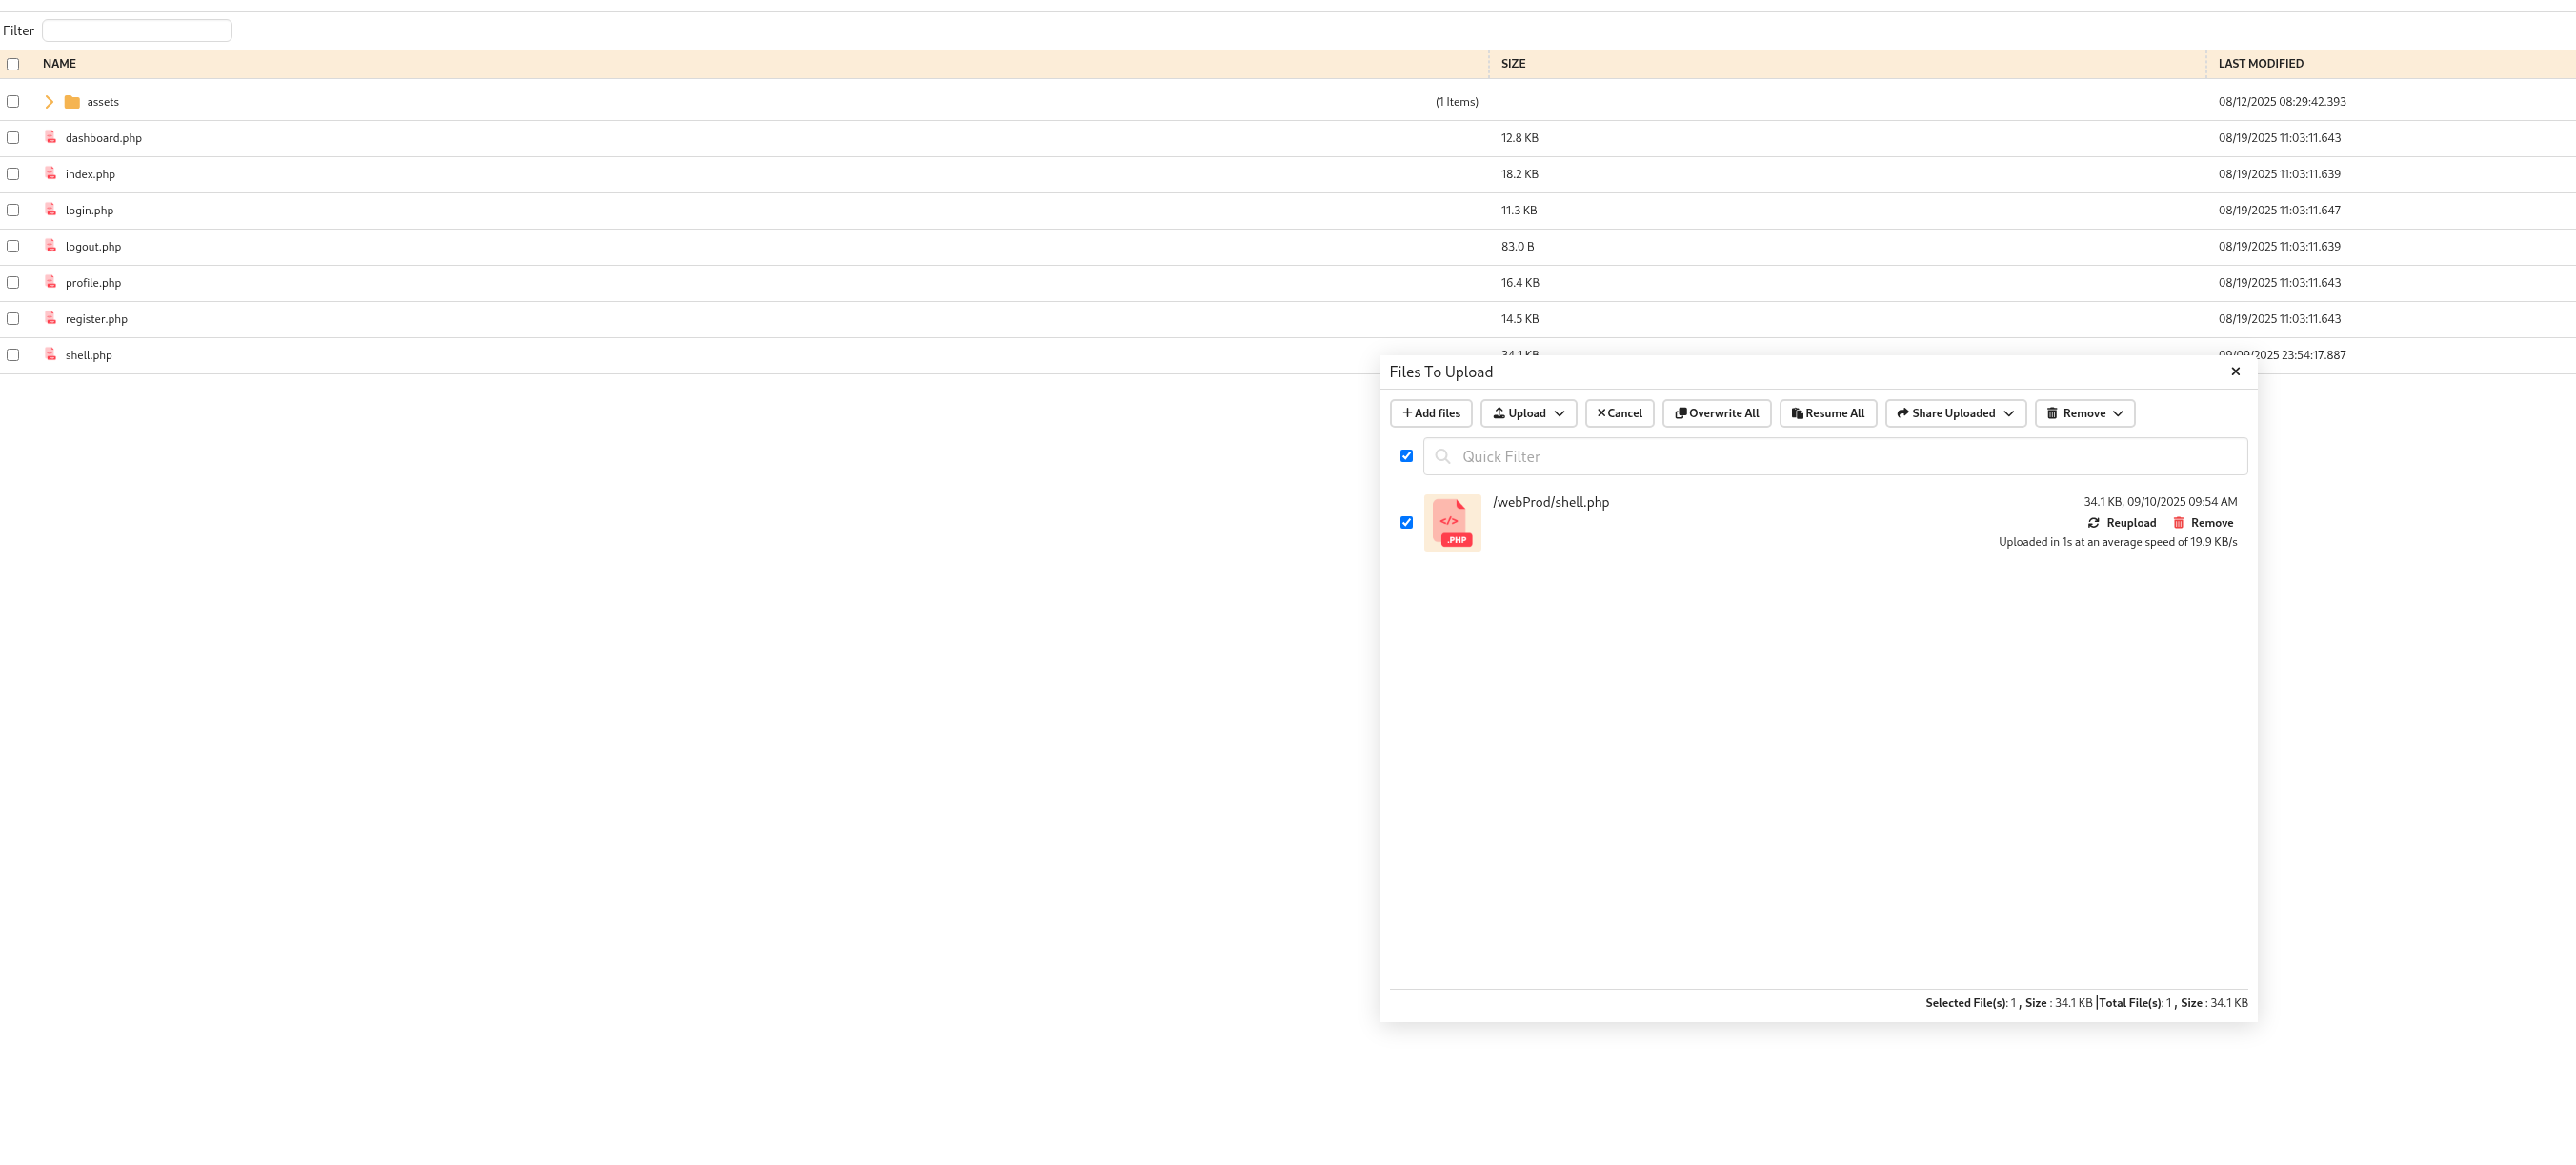 Filter
NAME SIZE LAST MODIFIED
assets (1 Items) 08/12/2025 08:29:42.393
dashboard.php 12.8 KB 08/19/2025 11:03:11.643
index.php 18.2 KB 08/19/2025 11:03:11.639
login.php 11.3 KB 08/19/2025 11:03:11.647
logout.php 83.0 B 08/19/2025 11:03:11.639
profile.php 16.4 KB 08/19/2025 11:03:11.643
register.php 14.5 KB 08/19/2025 11:03:11.643
shell.php 34.1 KB 09/09/2025 23:54:17.887
Files To Upload
Add files Upload Cancel Overwrite All Resume All Share Uploaded Remove
Quick Filter
/webProd/shell.php 34.1 KB, 09/10/2025 09:54 AM
</> Reupload Remove
.PHP Uploaded in 1s at an average speed of 19.9 KB/s
Selected File(s): 1 , Size : 34.1 KB |Total File(s): 1 , Size : 34.1 KB